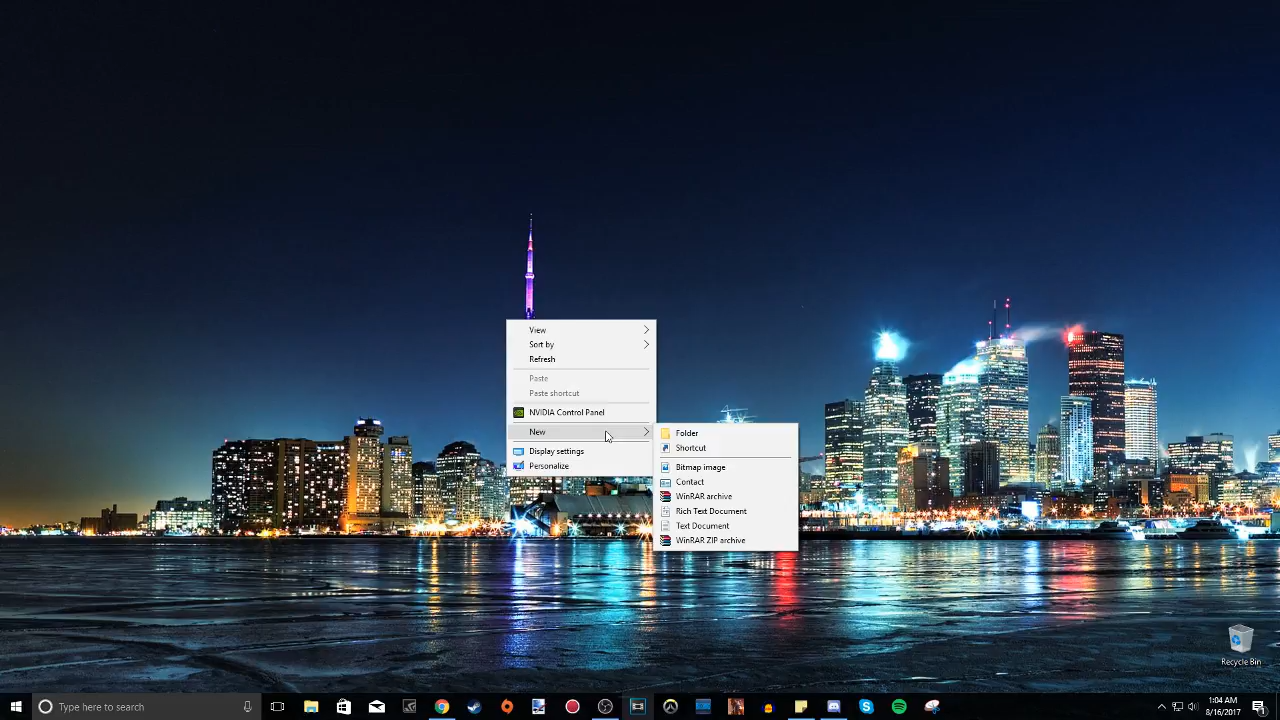 View
Sort by
Refresh
Paste
Paste shortcut
NVIDIA Control Panel
New
Display settings
Personalize
Folder
Shortcut
Bitmap image
Contact
WinRAR archive
Rich Text Document
Text Document
WinRAR ZIP archive
Recycle Bin
Type here to search
1:04 AM
8/16/2017